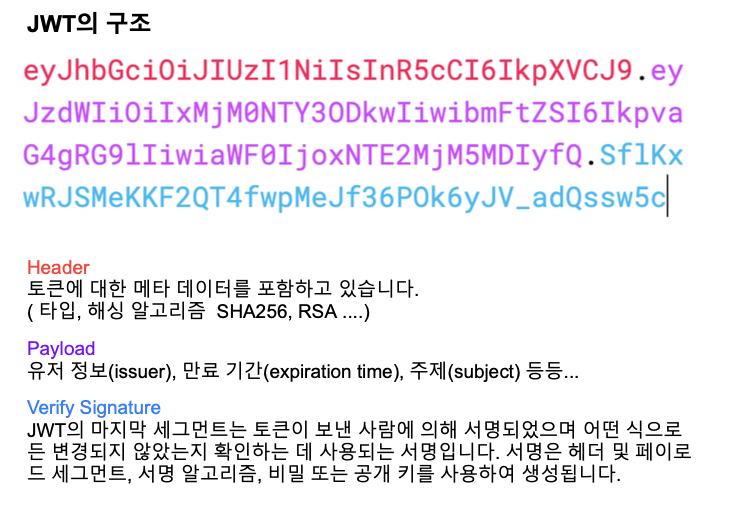 JWT의 구조
eyJhbGciOiJIUzI1NiIsInR5cCI6IkpXVCJ9.ey
JzdWIiOiIxMjM0NTY3ODkwIiwibmFtZSI6Ikpva
G4gRG9lIiwiaWF0IjoxNTE2MjM5MDIyfQ.SflKx
wRJSMeKKF2QT4fwpMeJf36POk6yJV_adQssw5c
Header
토큰에 대한 메타 데이터를 포함하고 있습니다.
( 타입, 해싱 알고리즘 SHA256, RSA ....)
Payload
유저 정보(issuer), 만료 기간(expiration time), 주제(subject) 등등...
Verify Signature
JWT의 마지막 세그먼트는 토큰이 보낸 사람에 의해 서명되었으며 어떤 식으로
든 변경되지 않았는지 확인하는 데 사용되는 서명입니다. 서명은 헤더 및 페이로
드 세그먼트, 서명 알고리즘, 비밀 또는 공개 키를 사용하여 생성됩니다.